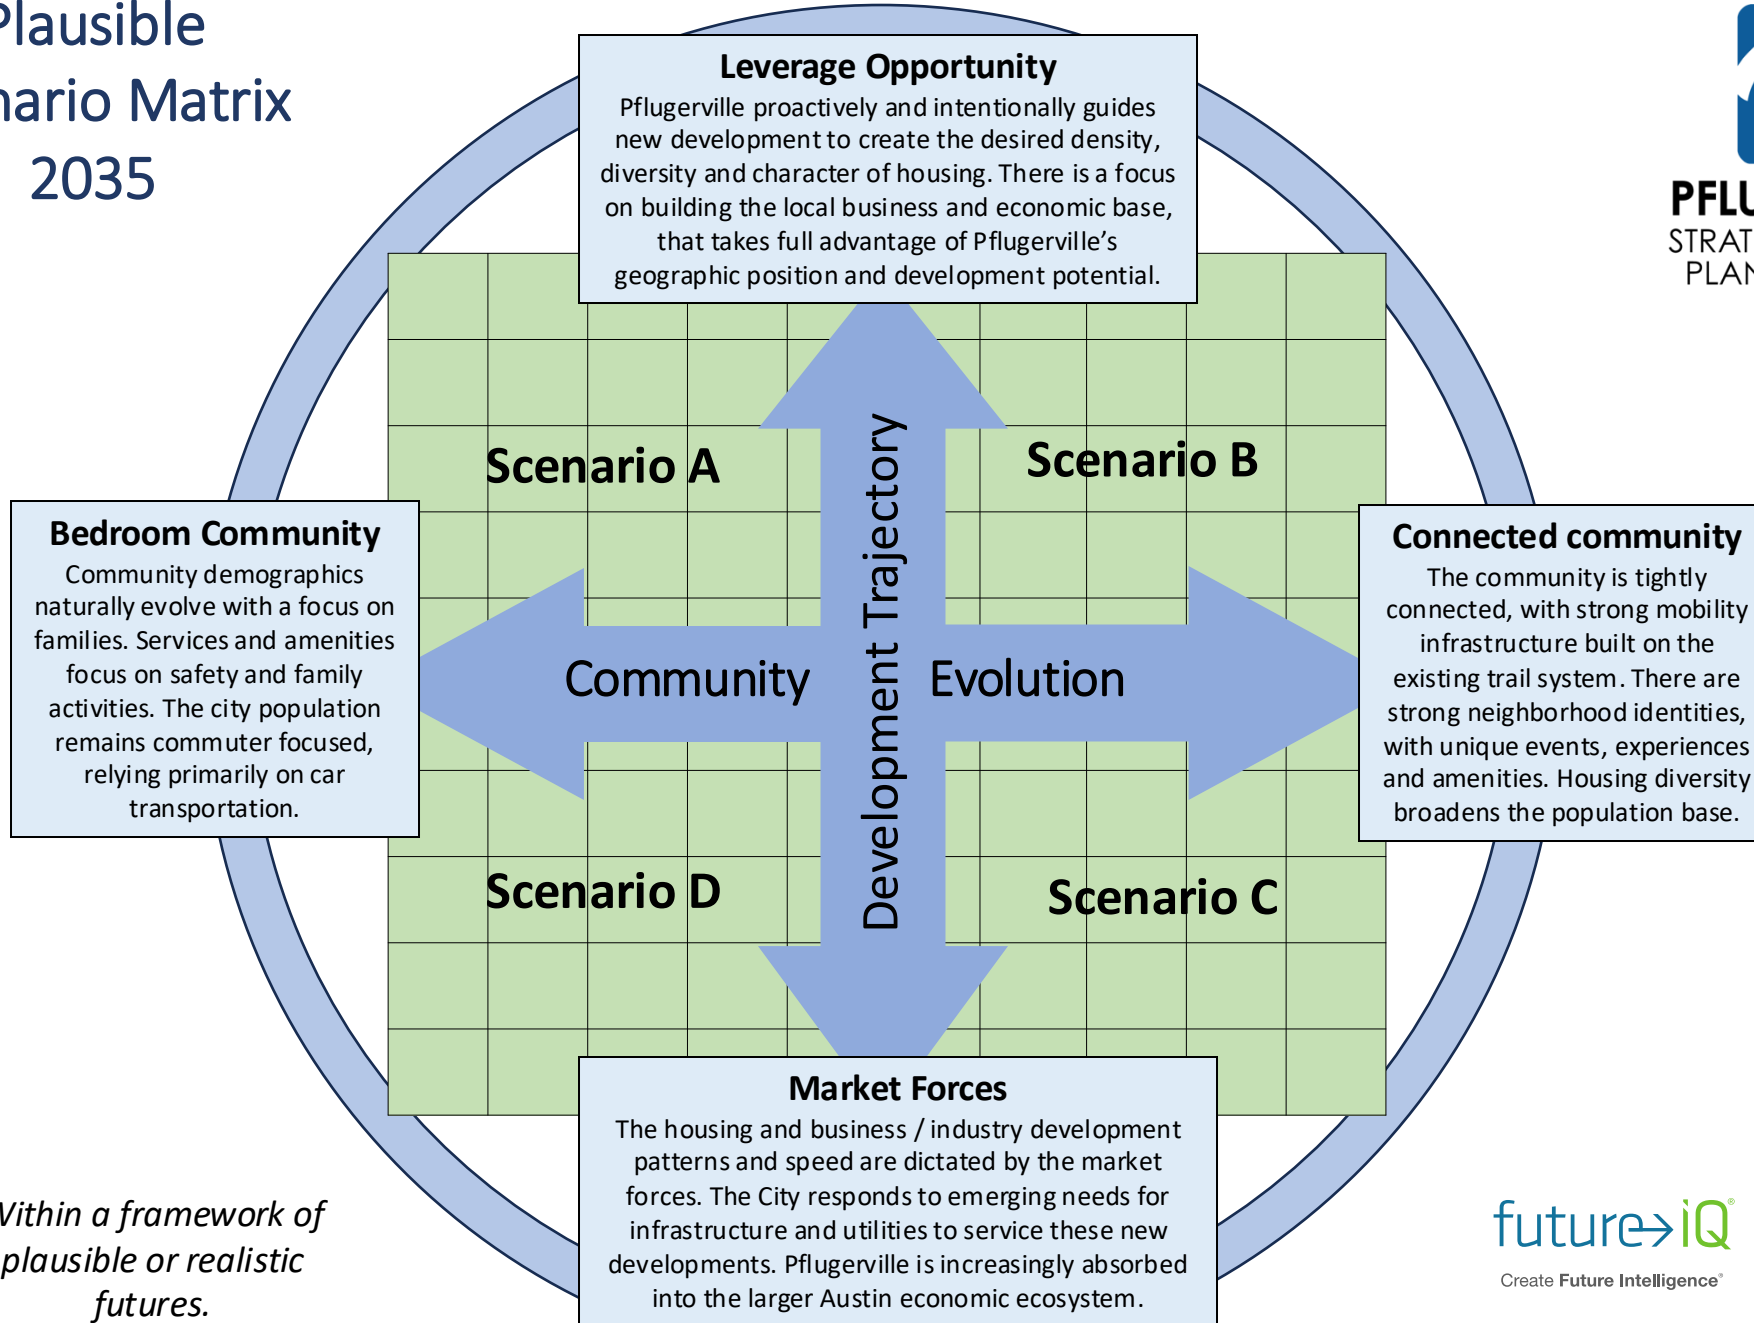 Plausible
nario Matrix
2035
Leverage Opportunity
Pflugerville proactively and intentionally guides
new development to create the desired density,
diversity and character of housing. There is a focus
on building the local business and economic base,
that takes full advantage of Pflugerville's
geographic position and development potential.
PFLU
STRAT
PLAN
Scenario A
Scenario B
Development Trajectory
Bedroom Community
Community demographics
naturally evolve with a focus on
families. Services and amenities
focus on safety and family
activities. The city population
remains commuter focused,
relying primarily on car
transportation.
Community Evolution
Connected community
The community is tightly
connected, with strong mobility
infrastructure built on the
existing trail system. There are
strong neighborhood identities,
with unique events, experiences
and amenities. Housing diversity
broadens the population base.
Scenario D
Scenario C
Market Forces
The housing and business / industry development
patterns and speed are dictated by the market
forces. The City responds to emerging needs for
infrastructure and utilities to service these new
developments. Pflugerville is increasingly absorbed
into the larger Austin economic ecosystem.
Within a framework of
plausible or realistic
futures.
future→iQ®
Create Future Intelligence®